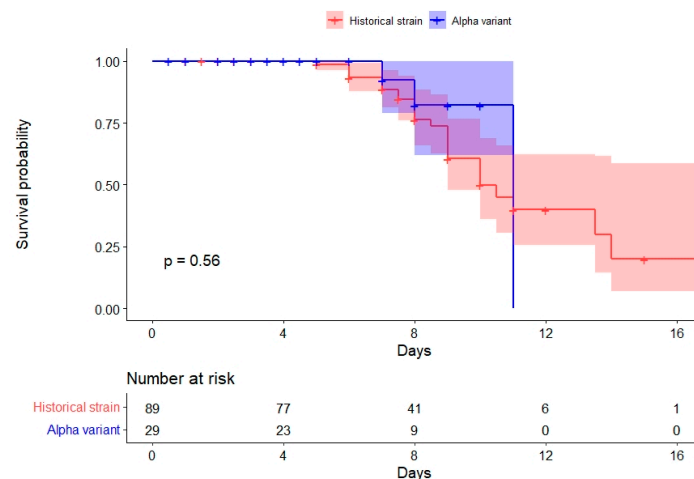 Historical strain Alpha variant
1.00
0.75
0.50
0.25
0.00
Survival probability
p = 0.56
0 4 8 12 16
Days
Number at risk
Historical strain 89 77 41 6 1
Alpha variant 29 23 9 0 0
0 4 8 12 16
Days